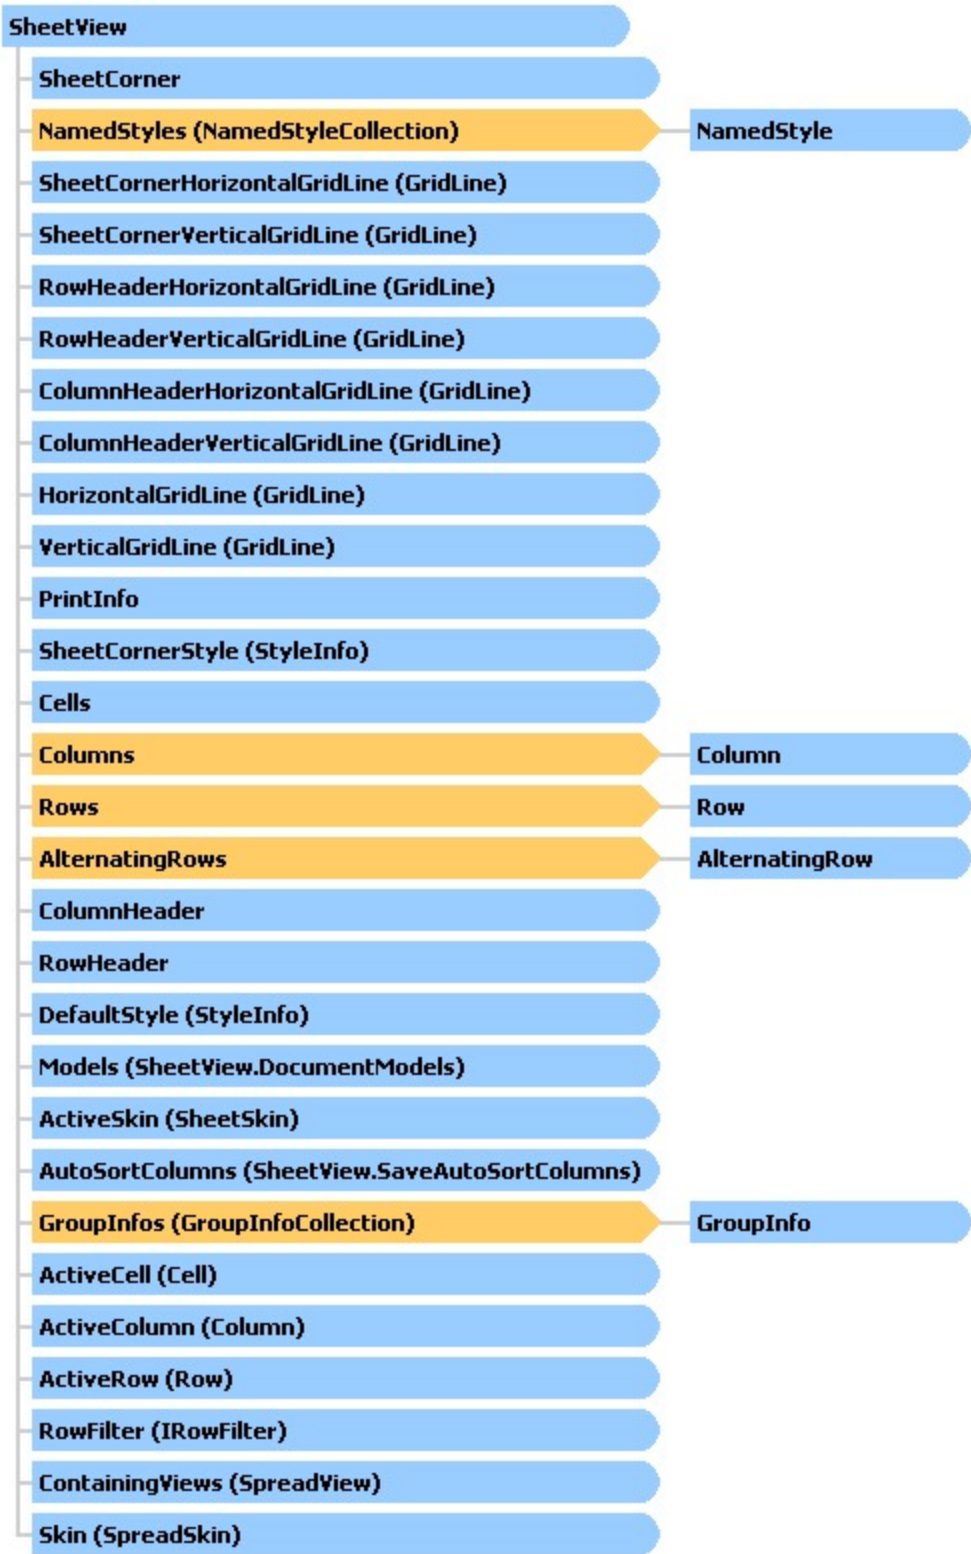 SheetView
SheetCorner
NamedStyles (NamedStyleCollection) NamedStyle
SheetCornerHorizontalGridLine (GridLine)
SheetCornerVerticalGridLine (GridLine)
RowHeaderHorizontalGridLine (GridLine)
RowHeaderVerticalGridLine (GridLine)
ColumnHeaderHorizontalGridLine (GridLine)
ColumnHeaderVerticalGridLine (GridLine)
HorizontalGridLine (GridLine)
VerticalGridLine (GridLine)
PrintInfo
SheetCornerStyle (StyleInfo)
Cells
Columns Column
Rows Row
AlternatingRows AlternatingRow
ColumnHeader
RowHeader
DefaultStyle (StyleInfo)
Models (SheetView.DocumentModels)
ActiveSkin (SheetSkin)
AutoSortColumns (SheetView.SaveAutoSortColumns)
GroupInfos (GroupInfoCollection) GroupInfo
ActiveCell (Cell)
ActiveColumn (Column)
ActiveRow (Row)
RowFilter (IRowFilter)
ContainingViews (SpreadView)
Skin (SpreadSkin)